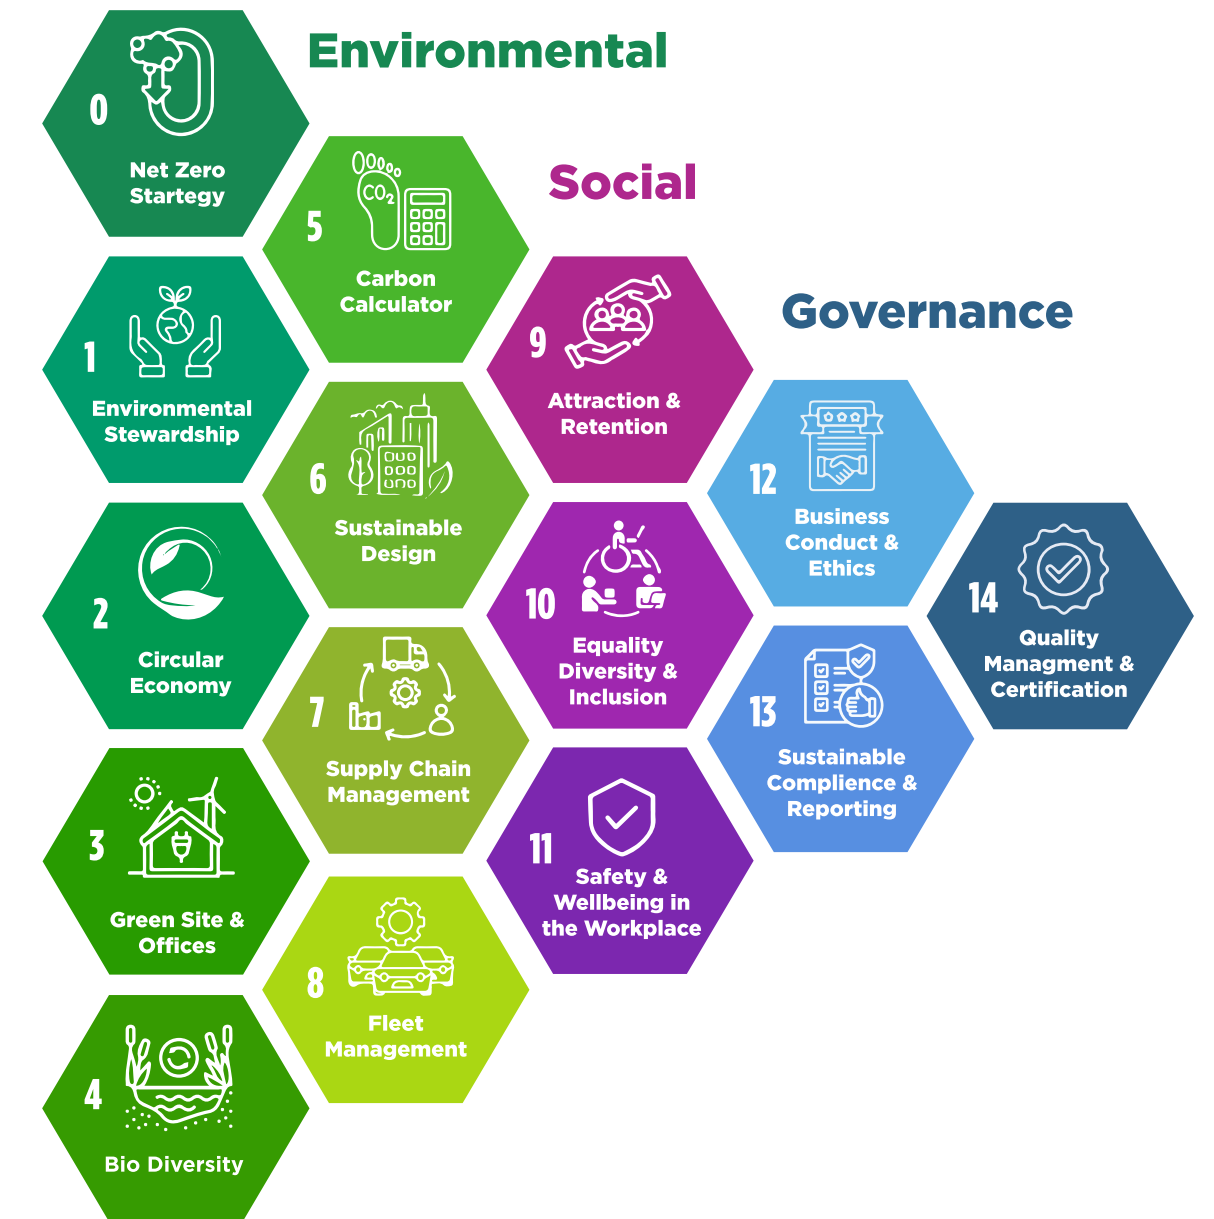 Environmental
0
Net Zero
Startegy
1
Environmental
Stewardship
2
Circular
Economy
3
Green Site &
Offices
4
Bio Diversity
5
CO2
Carbon
Calculator
6
Sustainable
Design
7
Supply Chain
Management
8
Fleet
Management
Social
9
Attraction &
Retention
10
Equality
Diversity &
Inclusion
11
Safety &
Wellbeing in
the Workplace
Governance
12
Business
Conduct &
Ethics
13
Sustainable
Complience &
Reporting
14
Quality
Managment &
Certification